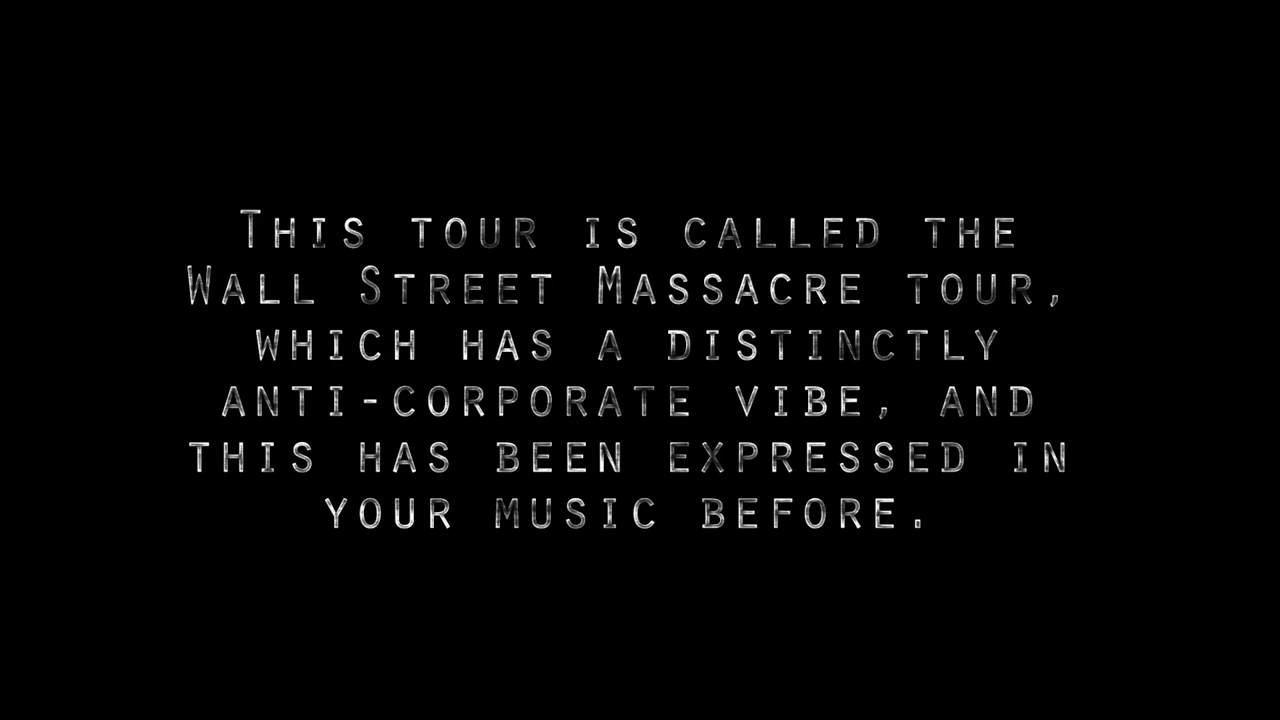 This tour is called the
Wall Street Massacre tour,
which has a distinctly
anti-corporate vibe, and
this has been expressed in
your music before.